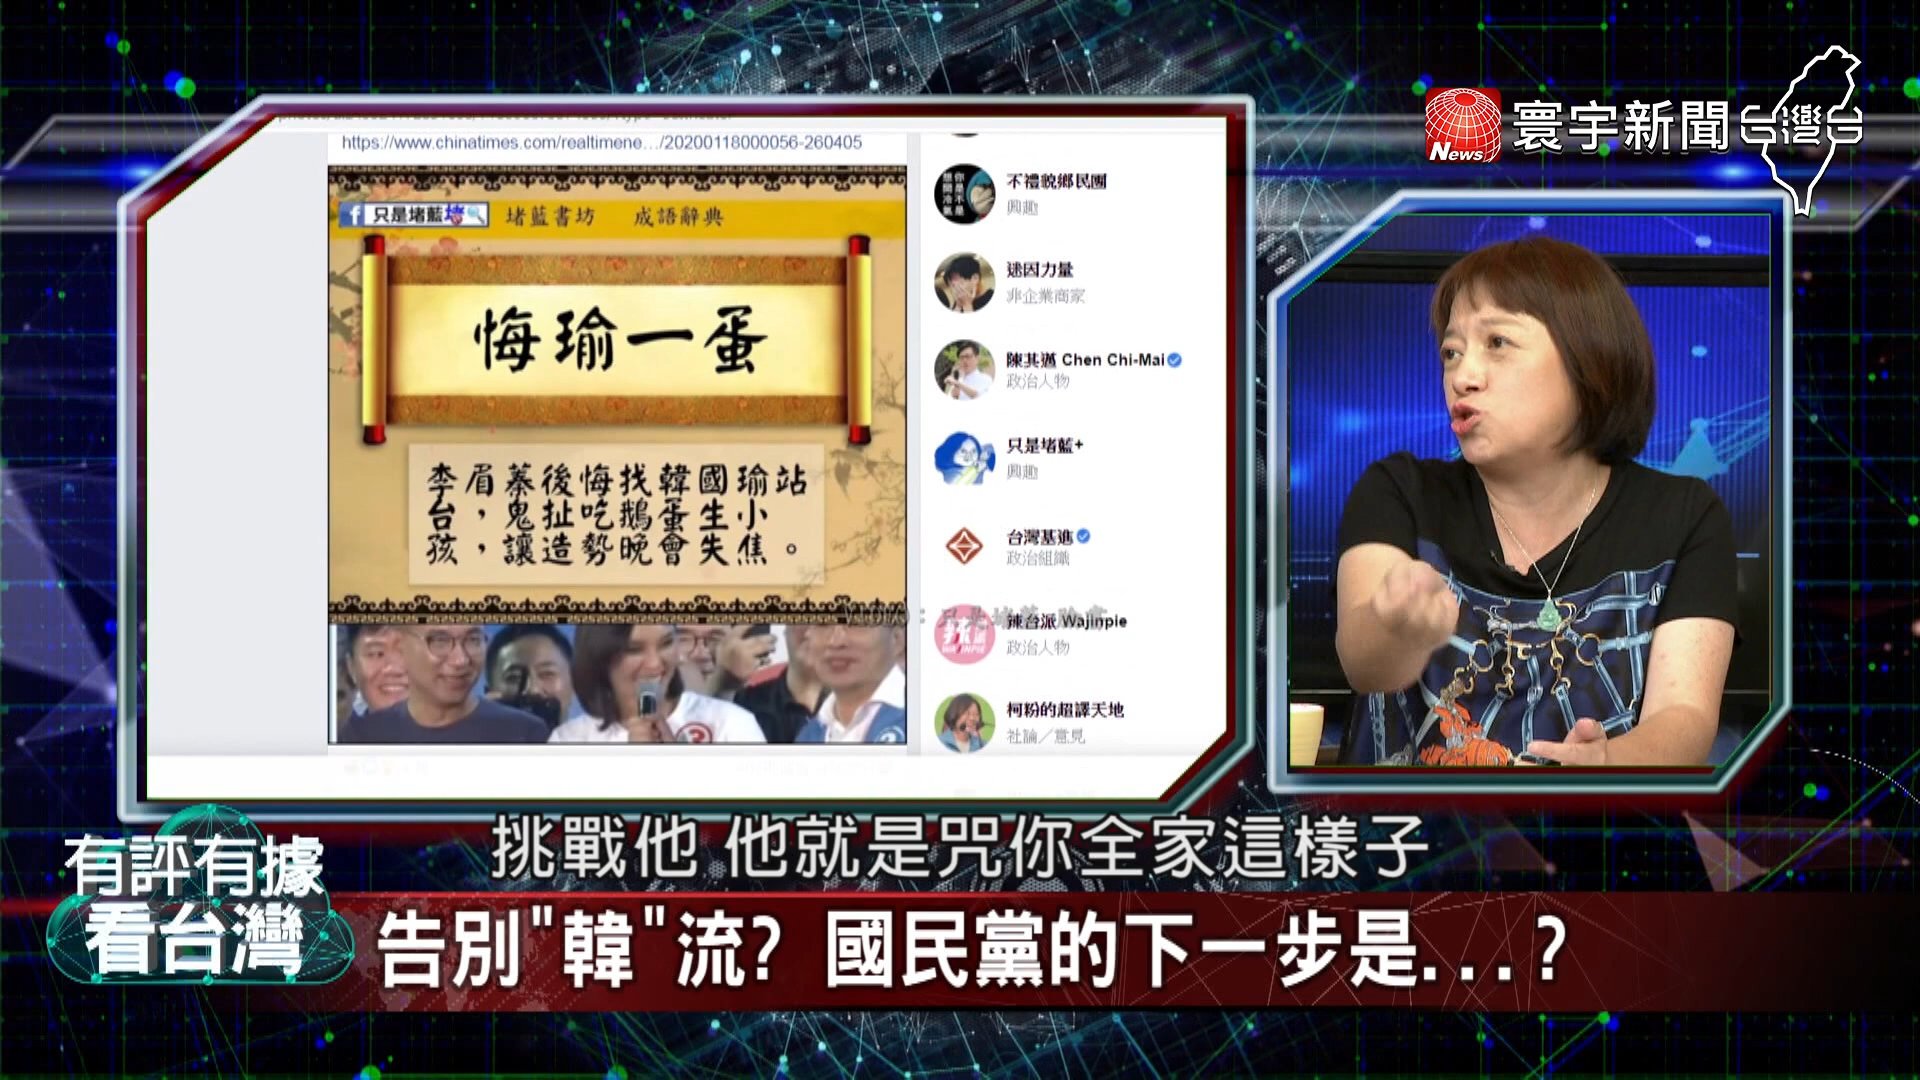 https://www.chinatimes.com/realtimene.../20200118000056-260405
只是堵藍
堵藍書坊 成語辭典
悔瑜一蛋
李眉蓁後悔找韓國瑜站
台,鬼扯吃鵝蛋生小
孩,讓造勢晚會失焦。
不禮貌鄉民團
興趣
迷因力量
非企業商家
陳其邁 Chen Chi-Mai
政治人物
只是堵藍+
興趣
台灣基進
政治組織
辣台派 Wajinpie
政治人物
柯粉的超譯天地
社論/意見
News 寰宇新聞 台灣台
挑戰他 他就是咒你全家這樣子
有評有據
看台灣
告別"韓"流? 國民黨的下一步是...?